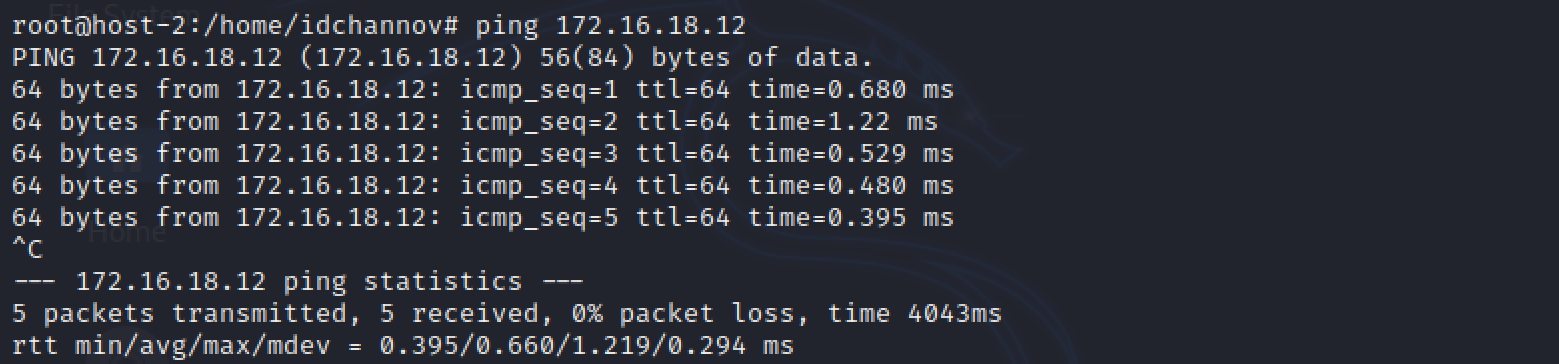 File System
root@host-2:/home/idchannov# ping 172.16.18.12
PING 172.16.18.12 (172.16.18.12) 56(84) bytes of data.
64 bytes from 172.16.18.12: icmp_seq=1 ttl=64 time=0.680 ms
64 bytes from 172.16.18.12: icmp_seq=2 ttl=64 time=1.22 ms
64 bytes from 172.16.18.12: icmp_seq=3 ttl=64 time=0.529 ms
64 bytes from 172.16.18.12: icmp_seq=4 ttl=64 time=0.480 ms
64 bytes from 172.16.18.12: icmp_seq=5 ttl=64 time=0.395 ms
Home
^C
--- 172.16.18.12 ping statistics ---
5 packets transmitted, 5 received, 0% packet loss, time 4043ms
rtt min/avg/max/mdev = 0.395/0.660/1.219/0.294 ms